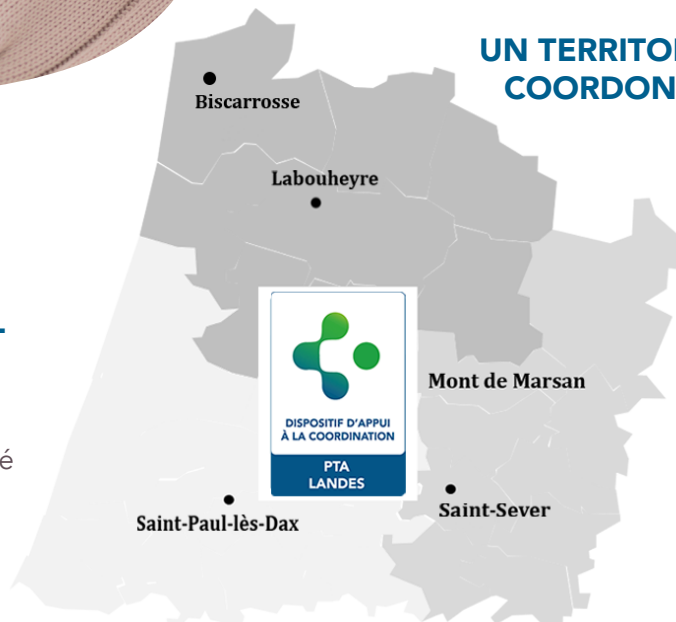 UN TERRITOI
COORDON
Biscarrosse
Labouheyre
DISPOSITIF D'APPUI
À LA COORDINATION
PTA
LANDES
Mont de Marsan
é
Saint-Paul-lès-Dax
Saint-Sever